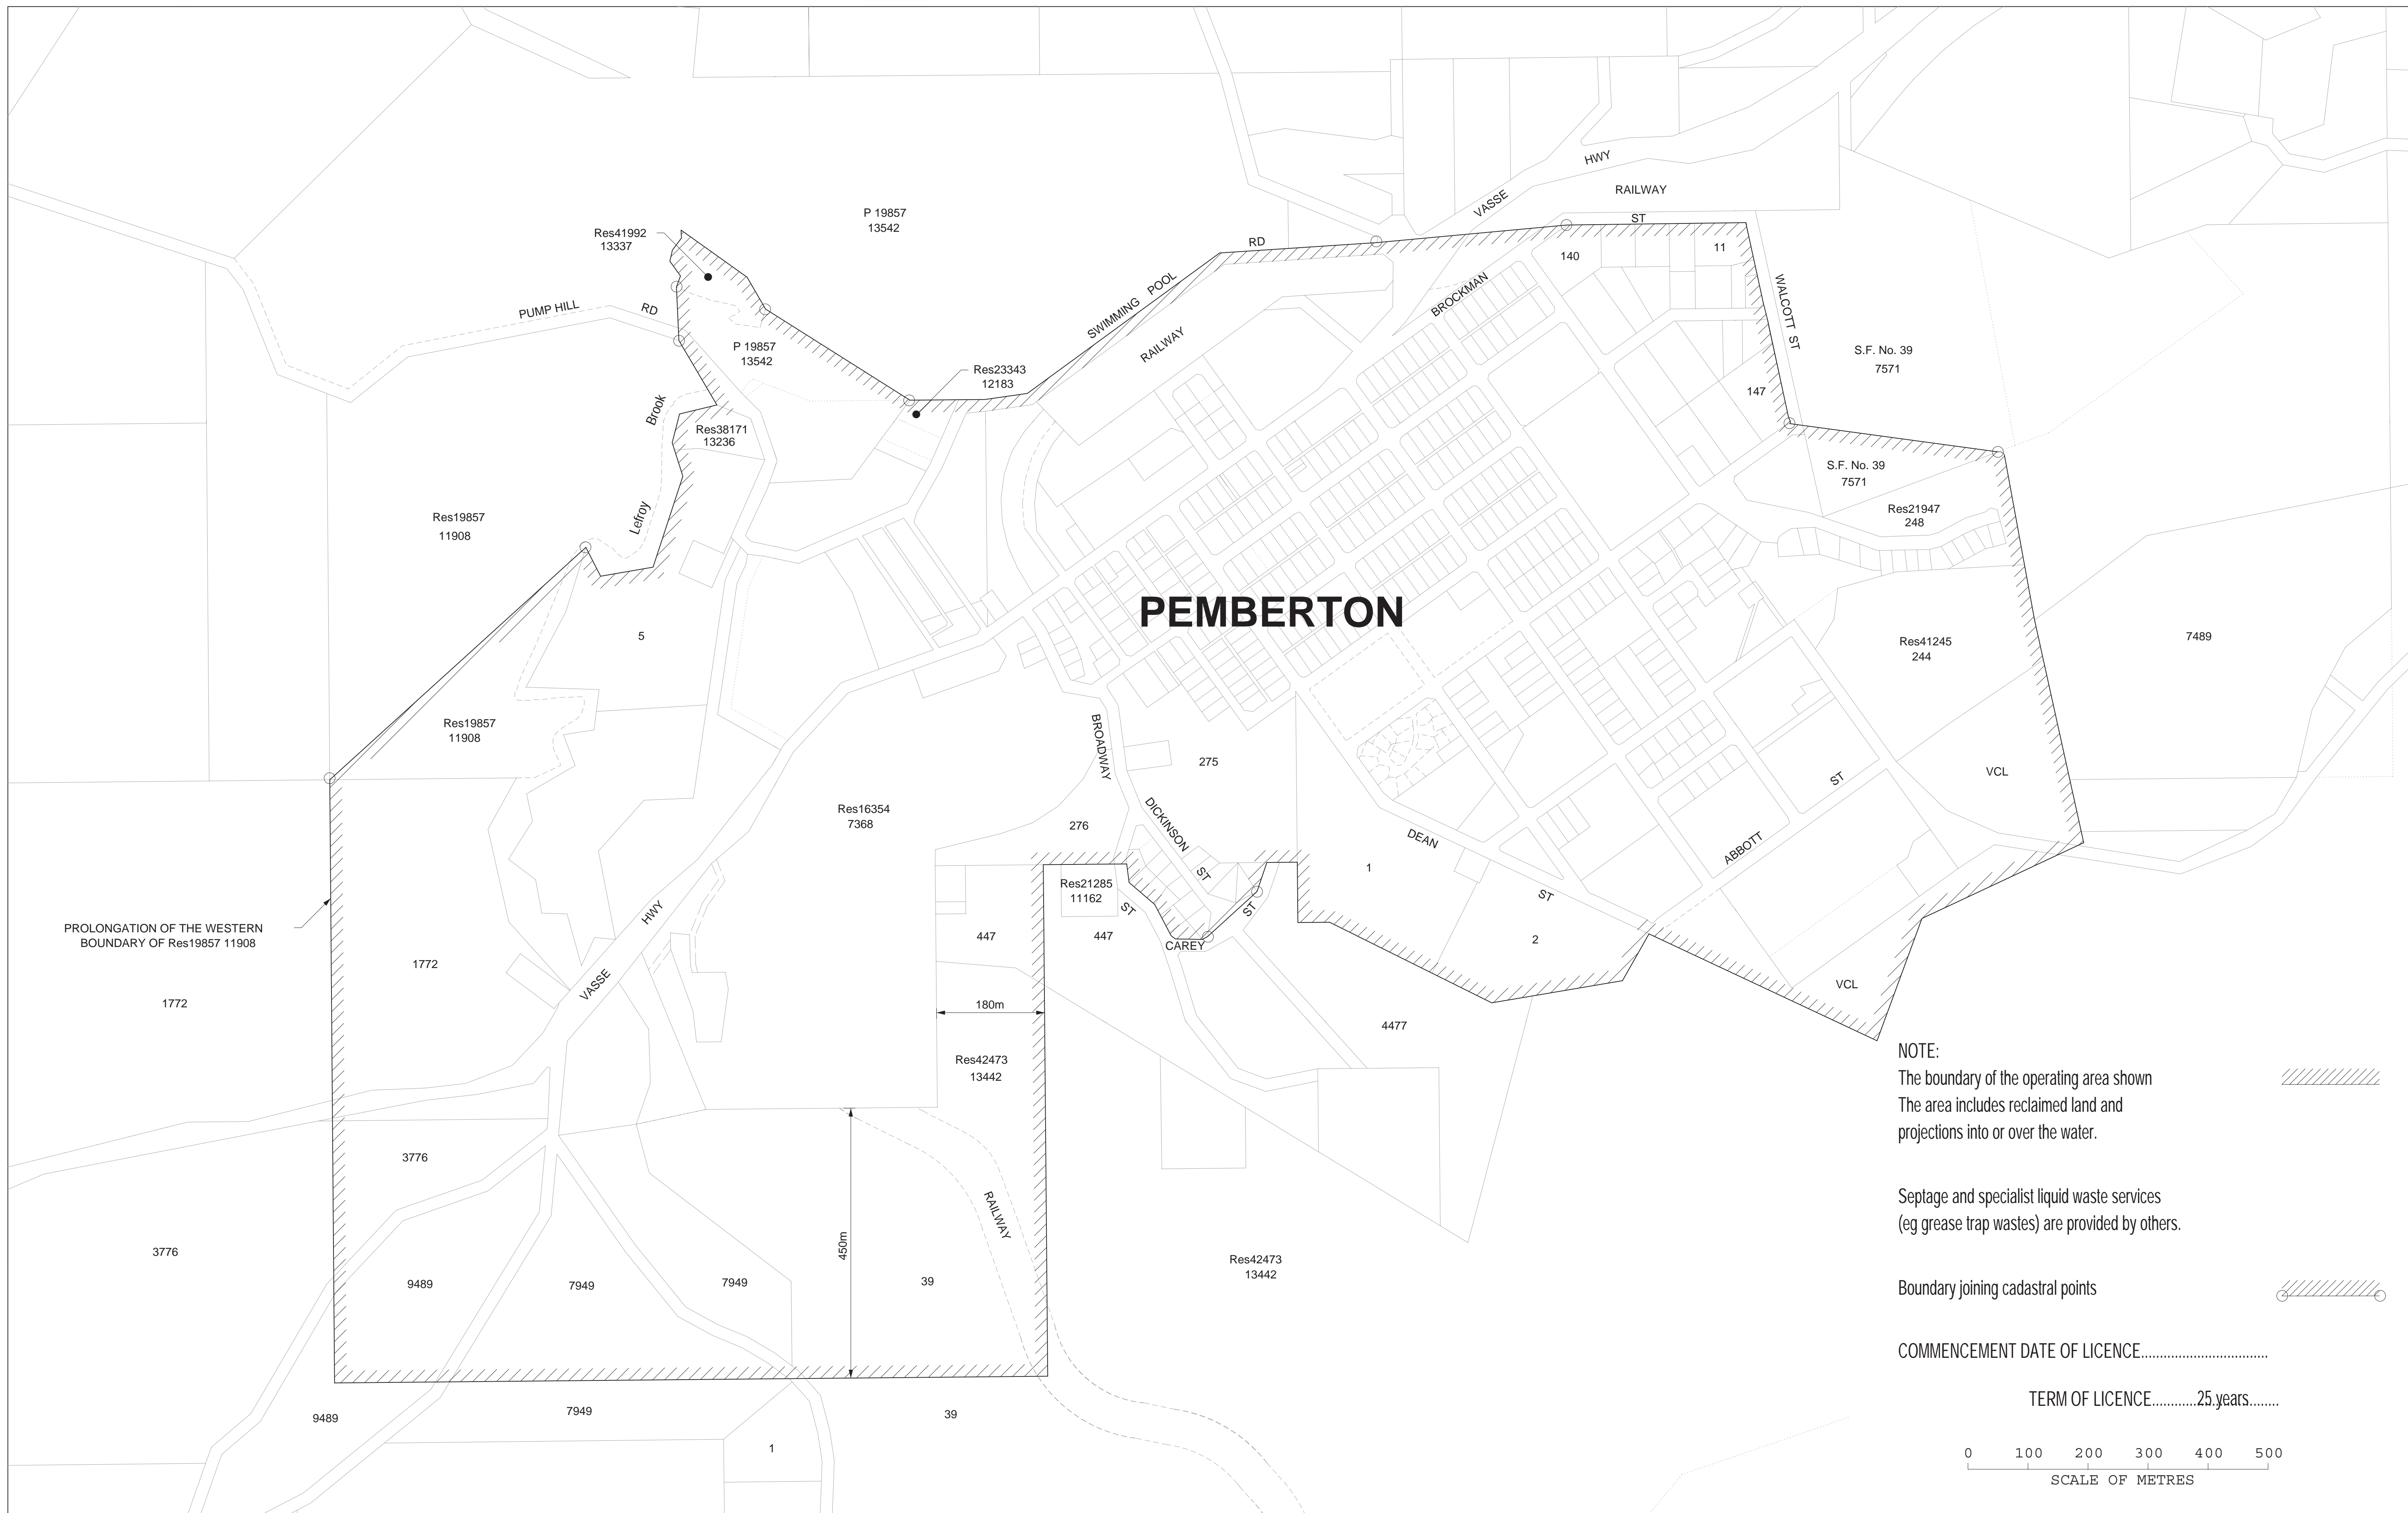 P 19857
13542
VASSE
HWY
RAILWAY
ST
Res41992
13337
RD
11
140
PUMP HILL
RD
SWIMMING POOL
BROCKMAN
WALCOTT ST
P 19857
13542
RAILWAY
S.F. No. 39
7571
Res23343
12183
147
Brook
Res38171
13236
S.F. No. 39
7571
Res19857
11908
Lefroy
Res21947
248
PEMBERTON
5
Res41245
244
7489
Res19857
11908
BROADWAY
275
VCL
ST
Res16354
7368
276
DICKINSON
ST
DEAN
ABBOTT
1
Res21285
11162
ST
ST
ST
HWY
PROLONGATION OF THE WESTERN
BOUNDARY OF Res19857 11908
447
447
CAREY
2
1772
VASSE
VCL
1772
180m
4477
Res42473
13442
NOTE:
The boundary of the operating area shown
The area includes reclaimed land and
projections into or over the water.
3776
RAILWAY
Septage and specialist liquid waste services
(eg grease trap wastes) are provided by others.
3776
450m
Res42473
13442
9489
7949
7949
39
Boundary joining cadastral points
COMMENCEMENT DATE OF LICENCE..................................
TERM OF LICENCE............25 years........
9489
7949
39
1
0 100 200 300 400 500
SCALE OF METRES